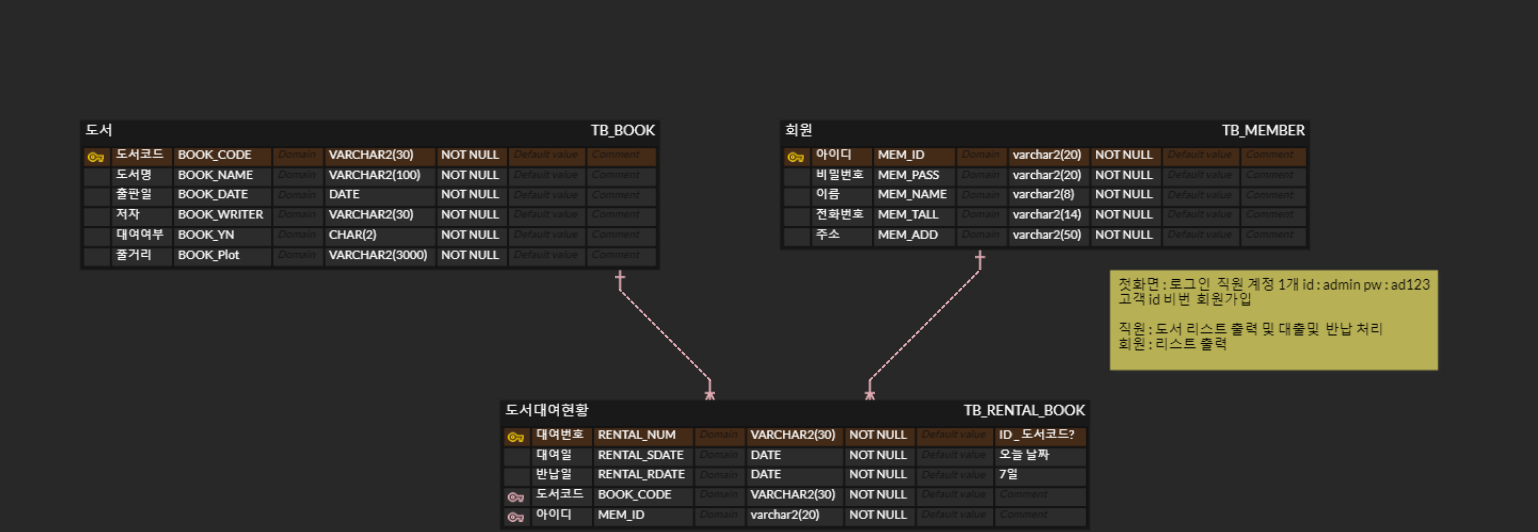 도서 TB_BOOK
도서코드 BOOK_CODE Domain VARCHAR2(30) NOT NULL Default value Comment
도서명 BOOK_NAME Domain VARCHAR2(100) NOT NULL Default value Comment
출판일 BOOK_DATE Domain DATE NOT NULL Default value Comment
저자 BOOK_WRITER Domain VARCHAR2(30) NOT NULL Default value Comment
대여여부 BOOK_YN Domain CHAR(2) NOT NULL Default value Comment
줄거리 BOOK_Plot Domain VARCHAR2(3000) NOT NULL Default value Comment
회원 TB_MEMBER
아이디 MEM_ID Domain varchar2(20) NOT NULL Default value Comment
비밀번호 MEM_PASS Domain varchar2(20) NOT NULL Default value Comment
이름 MEM_NAME Domain varchar2(8) NOT NULL Default value Comment
전화번호 MEM_TALL Domain varchar2(14) NOT NULL Default value Comment
주소 MEM_ADD Domain varchar2(50) NOT NULL Default value Comment
첫화면 : 로그인 직원 계정 1개 id : admin pw : ad123
고객 id 비번 회원가입
직원 : 도서 리스트 출력 및 대출및 반납 처리
회원 : 리스트 출력
도서대여현황 TB_RENTAL_BOOK
대여번호 RENTAL_NUM Domain VARCHAR2(30) NOT NULL Default value ID_도서코드?
대여일 RENTAL_SDATE Domain DATE NOT NULL Default value 오늘 날짜
반납일 RENTAL_RDATE Domain DATE NOT NULL Default value 7일
도서코드 BOOK_CODE Domain VARCHAR2(30) NOT NULL Default value Comment
아이디 MEM_ID Domain varchar2(20) NOT NULL Default value Comment